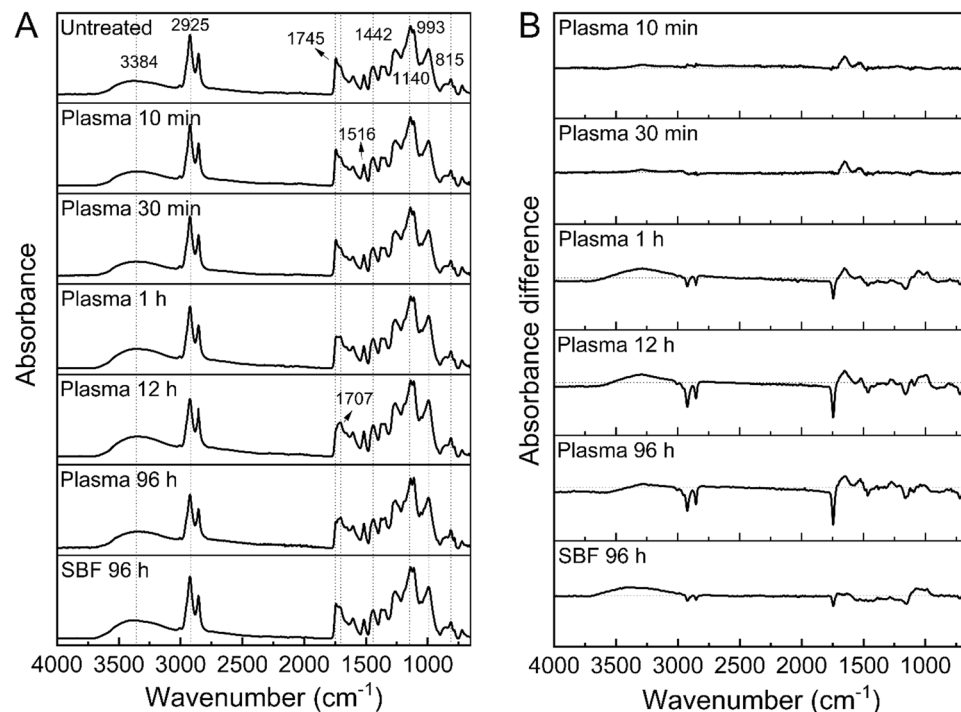 A
Untreated
2925
3384
1745
1442
993
1140
815
Plasma 10 min
1516
Plasma 30 min
Plasma 1 h
Plasma 12 h
1707
Plasma 96 h
SBF 96 h
Absorbance
4000 3500 3000 2500 2000 1500 1000
Wavenumber (cm⁻¹)
B
Plasma 10 min
Plasma 30 min
Plasma 1 h
Plasma 12 h
Plasma 96 h
SBF 96 h
Absorbance difference
4000 3500 3000 2500 2000 1500 1000
Wavenumber (cm⁻¹)